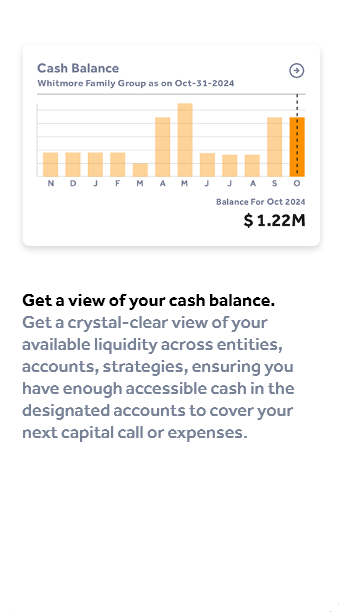 Cash Balance
Whitmore Family Group as on Oct-31-2024
N D J F M A M J J A S O
Balance For Oct 2024
$ 1.22M
Get a view of your cash balance.
Get a crystal-clear view of your
available liquidity across entities,
accounts, strategies, ensuring you
have enough accessible cash in the
designated accounts to cover your
next capital call or expenses.